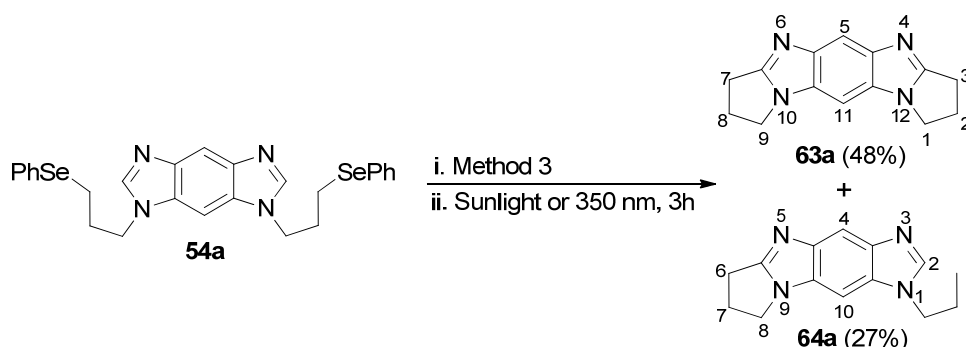 6 5 4
N N
7 3
N N
8 10 11 12 2
9 1
63a (48%)
N N
PhSe SePh
N N
54a
i. Method 3
ii. Sunlight or 350 nm, 3h
+
5 4 3
N N
6 2
N N
7 9 10 1
8
64a (27%)